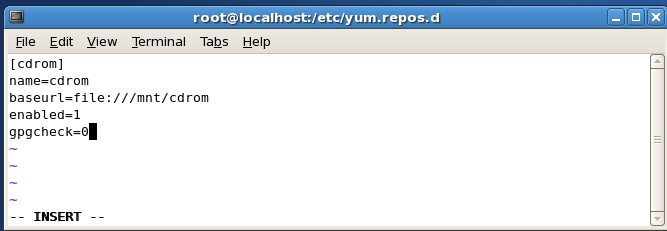 root@localhost:/etc/yum.repos.d
File Edit View Terminal Tabs Help
[cdrom]
name=cdrom
baseurl=file:///mnt/cdrom
enabled=1
gpgcheck=0
~
~
~
~
-- INSERT --